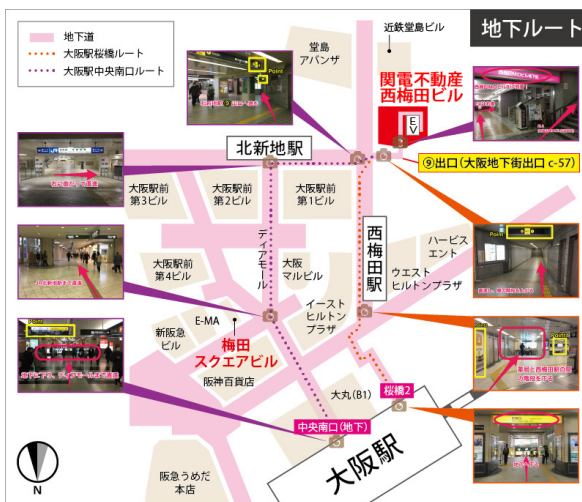 地下ルート
地下道
大阪駅桜橋ルート
大阪駅中央南口ルート
堂島
アバンザ
近鉄堂島ビル
関電不動産
西梅田ビル
EV
⑨出口(大阪地下街出口 c-57)
北新地駅
大阪駅前
第3ビル
大阪駅前
第2ビル
大阪駅前
第1ビル
西梅田駅
ディアモール
大阪
マルビル
大阪駅前
第4ビル
ハービス
エント
ウエスト
ヒルトンプラザ
イースト
ヒルトン
プラザ
E-MA
新阪急
ビル
梅田
スクエアビル
阪神百貨店
大丸(B1)
桜橋2
中央南口(地下)
大阪駅
阪急うめだ
本店
N
Point
Point
Point
Point